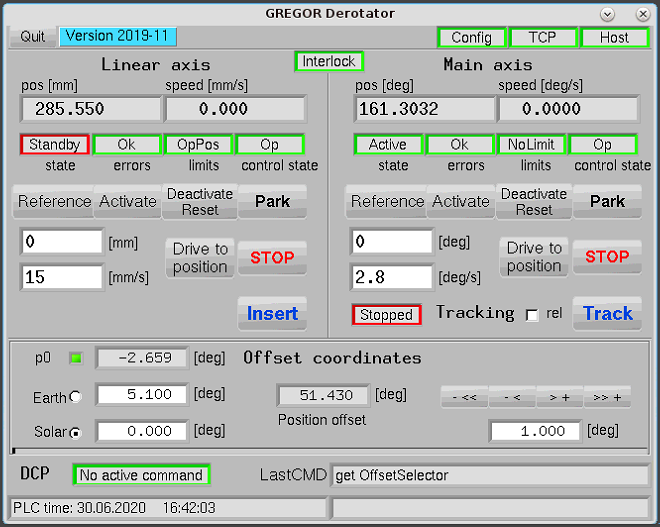 GREGOR Derotator
Quit Version 2019-11 Config TCP Host
Linear axis Interlock Main axis
pos [mm] speed [mm/s] pos [deg] speed [deg/s]
285.550 0.000 161.3032 0.0000
Standby Ok OpPos Op Active Ok NoLimit Op
state errors limits control state state errors limits control state
Reference Activate Deactivate Reset Park Reference Activate Deactivate Reset Park
0 [mm] Drive to position STOP 0 [deg] Drive to position STOP
15 [mm/s] 2.8 [deg/s]
Insert Stopped Tracking rel Track
p0 -2.659 [deg] Offset coordinates
Earth 5.100 [deg] 51.430 [deg] - << - < > + >> +
Position offset
Solar 0.000 [deg] 1.000 [deg]
DCP No active command LastCMD get OffsetSelector
PLC time: 30.06.2020 16:42:03